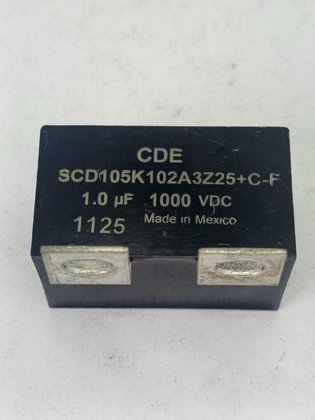 CDE
SCD105K102A3Z25+C-F
1.0 µF 1000 VDC
1125 Made in Mexico